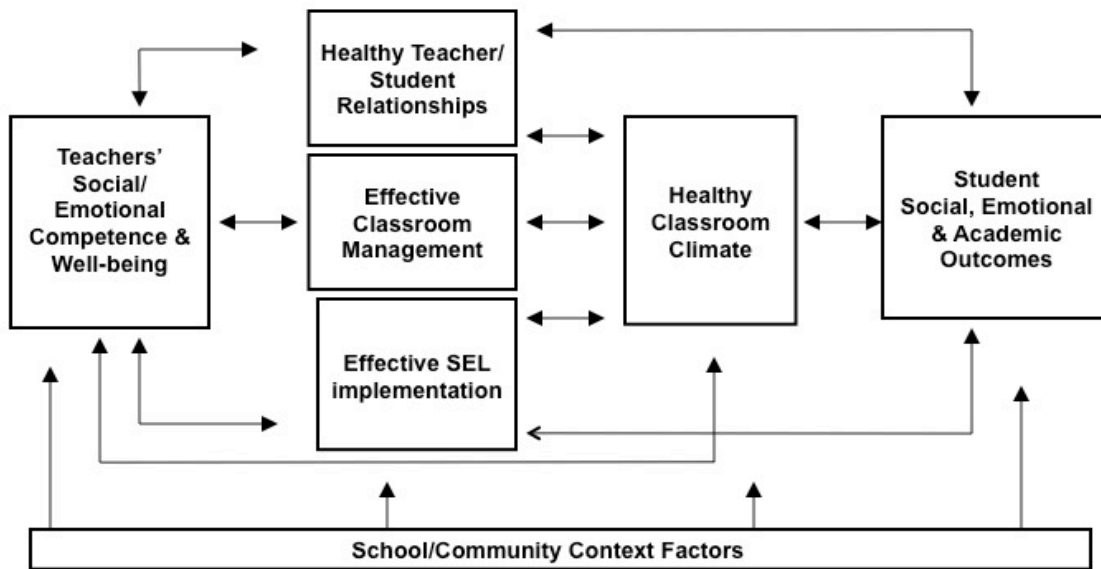 Healthy Teacher/
Student
Relationships
Teachers’
Social/
Emotional
Competence &
Well-being
Effective
Classroom
Management
Effective SEL
implementation
Healthy
Classroom
Climate
Student
Social, Emotional
& Academic
Outcomes
School/Community Context Factors